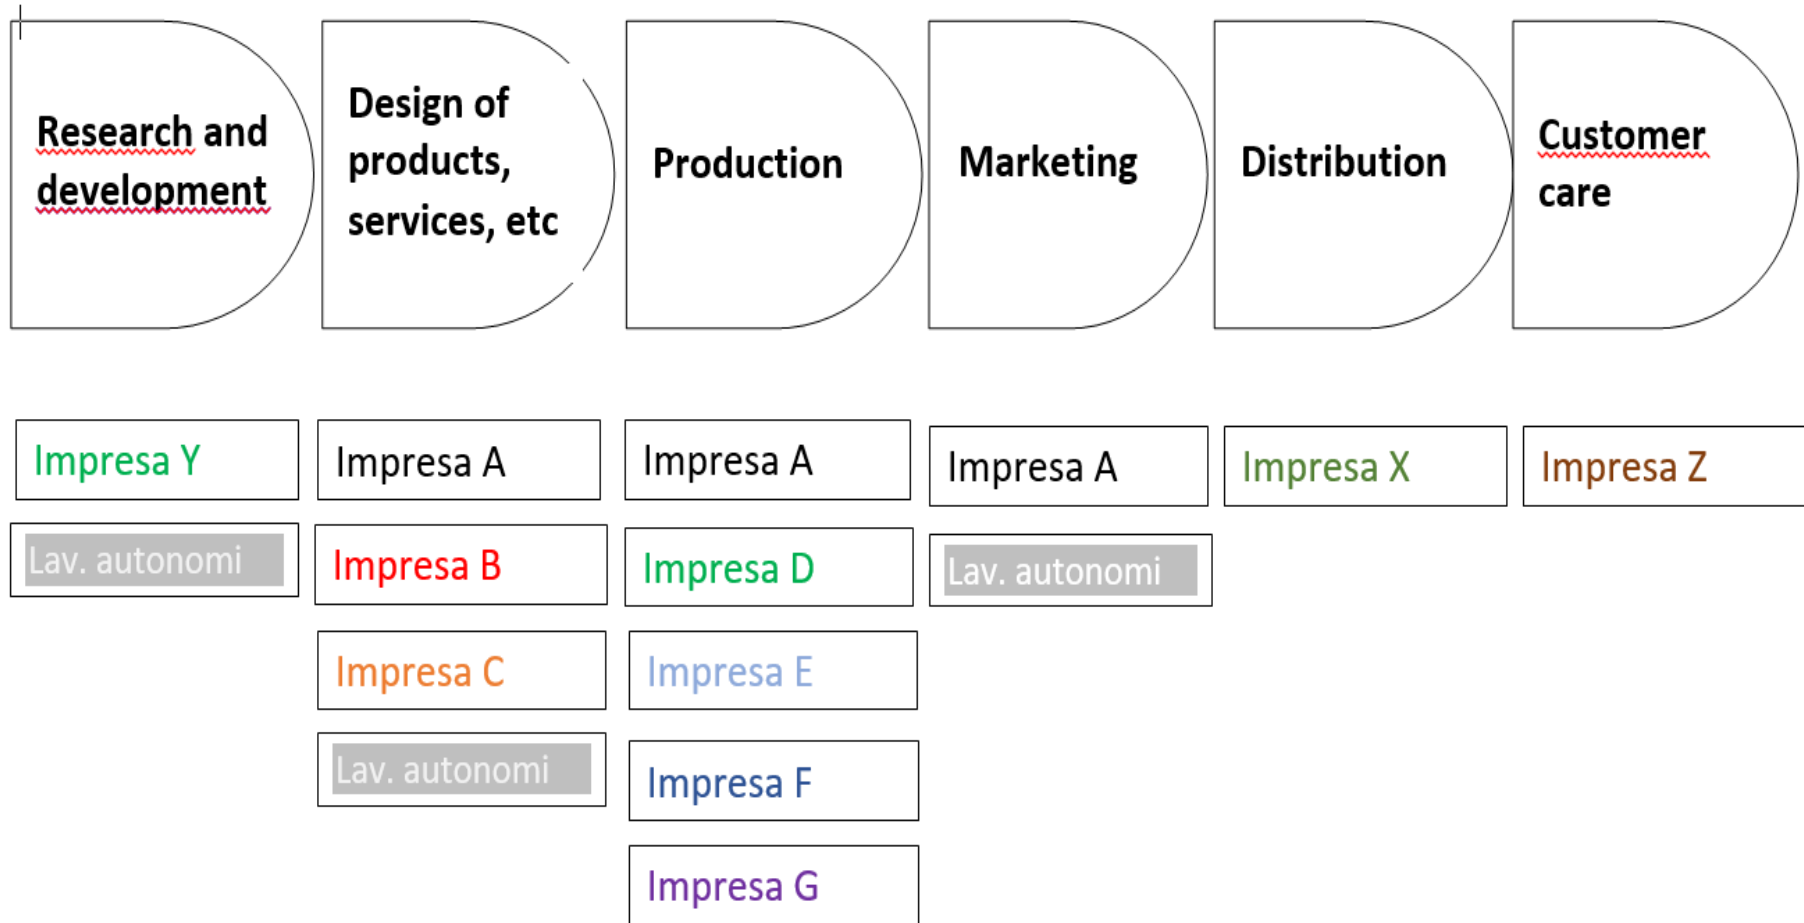 Research and
development
Design of
products,
services, etc
Production
Marketing
Distribution
Customer
care
Impresa Y
Lav. autonomi
Impresa A
Impresa B
Impresa C
Lav. autonomi
Impresa A
Impresa D
Impresa E
Impresa F
Impresa G
Impresa A
Lav. autonomi
Impresa X
Impresa Z